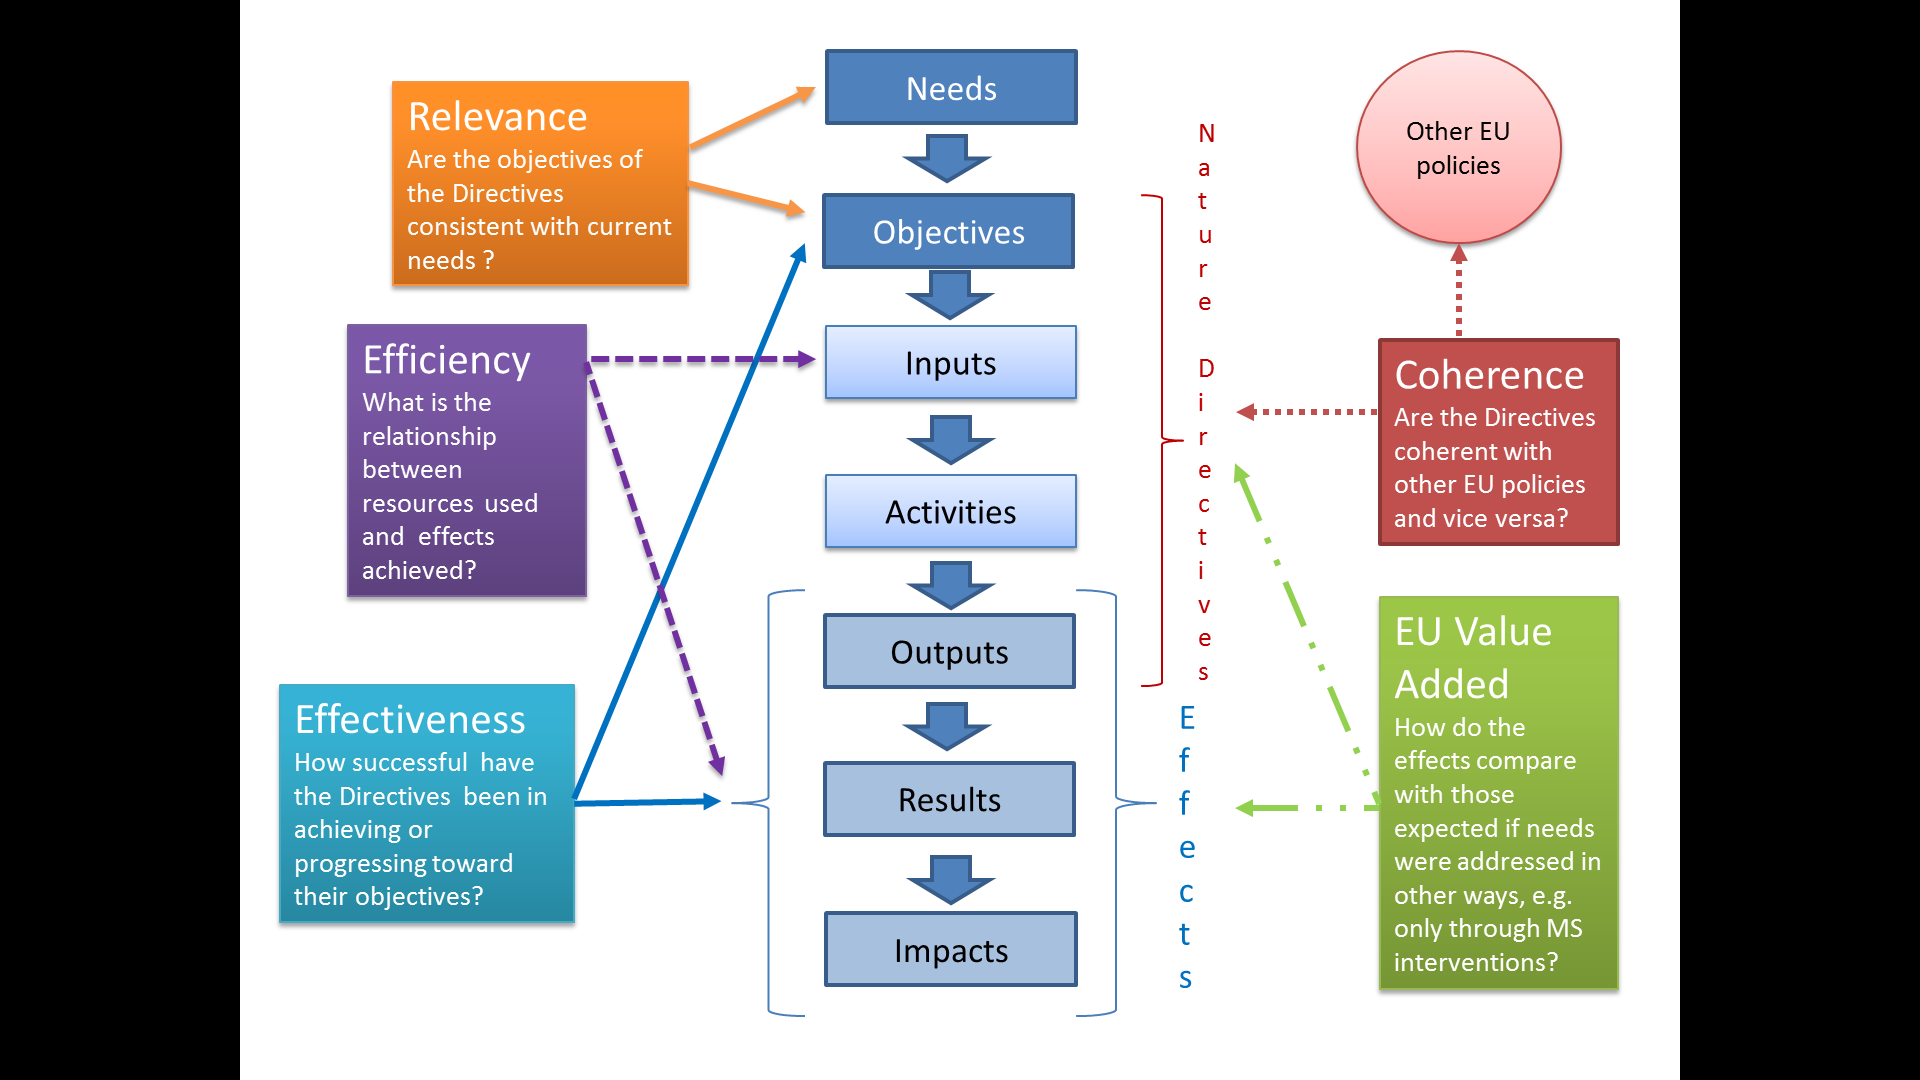 Relevance
Are the objectives of
the Directives
consistent with current
needs ?
Efficiency
What is the
relationship
between
resources used
and effects
achieved?
Effectiveness
How successful have
the Directives been in
achieving or
progressing toward
their objectives?
Needs
Objectives
Inputs
Activities
Outputs
Results
Impacts
Nature Directives
Effects
Other EU
policies
Coherence
Are the Directives
coherent with
other EU policies
and vice versa?
EU Value
Added
How do the
effects compare
with those
expected if needs
were addressed in
other ways, e.g.
only through MS
interventions?